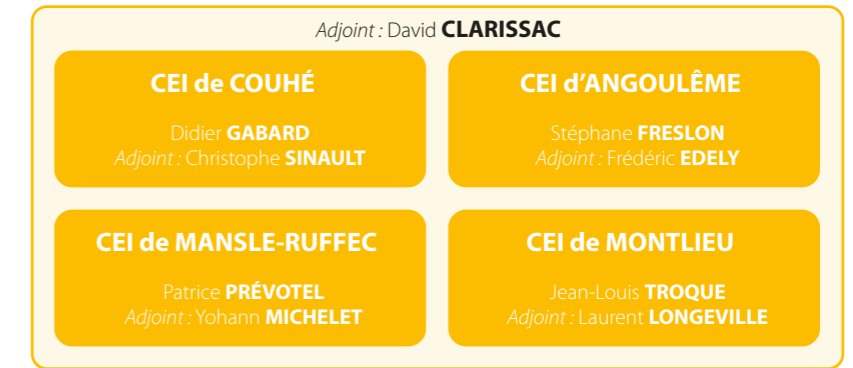 Adjoint : David CLARISSAC
CEI de COUHÉ
Didier GABARD
Adjoint : Christophe SINAULT
CEI d’ANGOULÊME
Stéphane FRESLON
Adjoint : Frédéric EDELY
CEI de MANSLE-RUFFEC
Patrice PRÉVOTEL
Adjoint : Yohann MICHELET
CEI de MONTLIEU
Jean-Louis TROQUE
Adjoint : Laurent LONGEVILLE